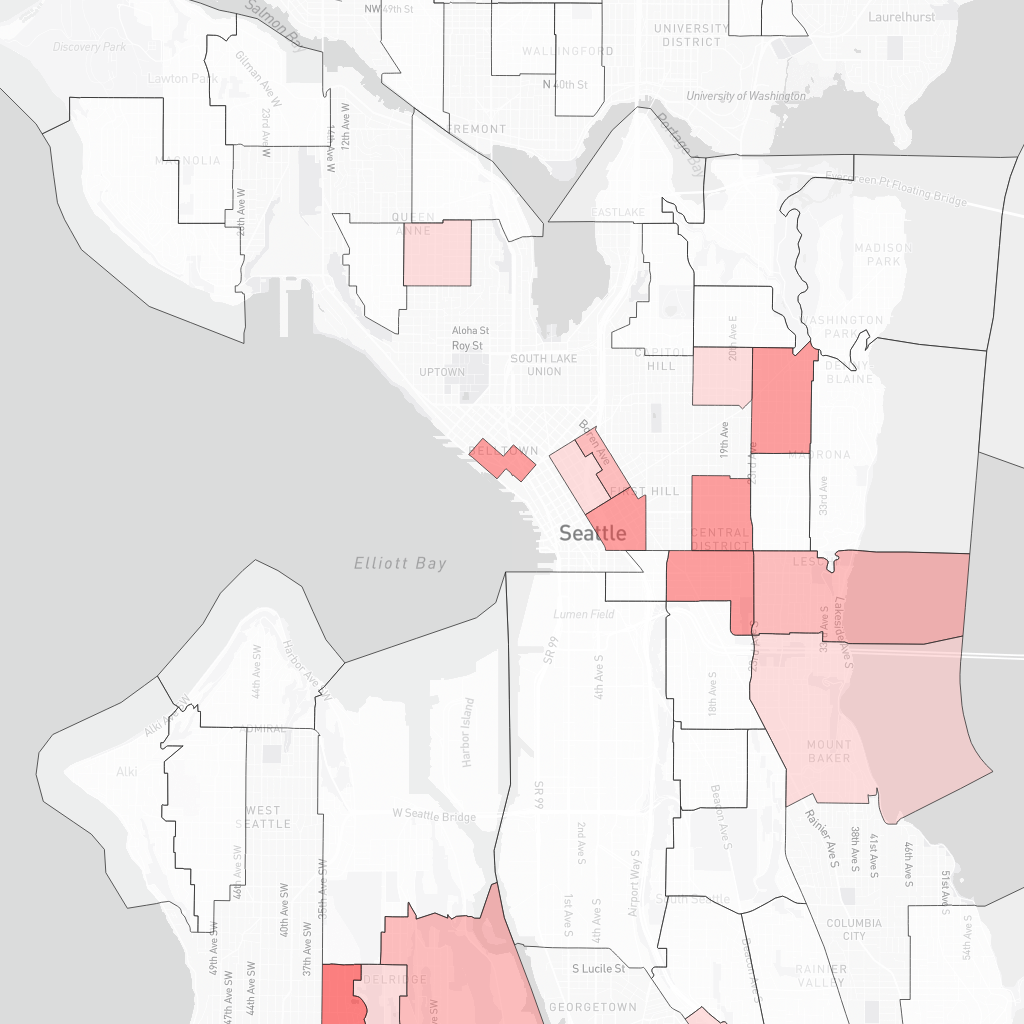 NW 49th St
Salmon Bay
Laurelhurst
UNIVERSITY
DISTRICT
Discovery Park
WALLINGFORD
Lawton Park
Gilman Ave W
N 40th St
University of Washington
12th Ave W
23rd Ave W
14th Ave W
FREMONT
Portage Bay
MAGNOLIA
Evergreen Pt Floating Bridge
20th Ave W
QUEEN
ANNE
EASTLAKE
MADISON
PARK
Aloha St
Roy St
20th Ave E
WASHINGTON
PARK
SOUTH LAKE
UNION
CAPITOL
HILL
UPTOWN
DENNY-
BLAINE
BELLTOWN
Boren Ave
19th Ave
23rd Ave
MADRONA
FIRST HILL
33rd Ave
Seattle
CENTRAL
DISTRICT
Elliott Bay
LESCHI
Lumen Field
Lakeside Ave S
SR 99
4th Ave S
23rd Ave S
44th Ave SW
Harbor Ave SW
18th Ave S
Alki Ave SW
ADMIRAL
Harbor Island
MOUNT
BAKER
Alki
SR 99
Beacon Ave S
WEST
SEATTLE
W Seattle Bridge
2nd Ave S
Rainier Ave S
38th Ave S
41st Ave S
46th Ave S
51st Ave S
46th Ave SW
35th Ave SW
40th Ave SW
Airport Way S
South Seattle
1st Ave S
4th Ave S
COLUMBIA
CITY
54th Ave S
49th Ave SW
37th Ave SW
S Lucile St
Beacon Ave S
RAINIER
VALLEY
DELRIDGE
47th Ave SW
44th Ave SW
GEORGETOWN